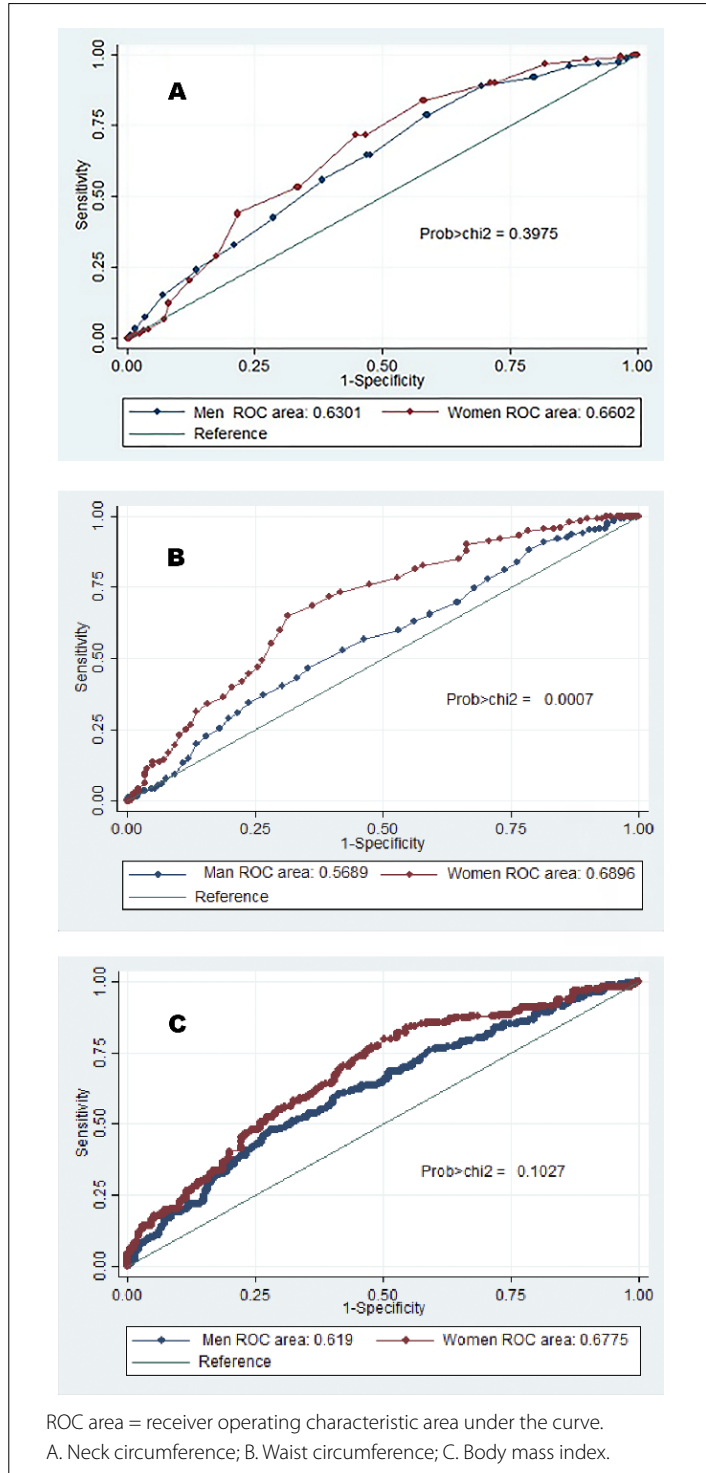 A
Sensitivity
1.00
0.75
0.50
0.25
0.00
Prob>chi2 = 0.3975
0.00 0.25 0.50 0.75 1.00
1-Specificity
Men ROC area: 0.6301 Women ROC area: 0.6602
Reference
B
Sensitivity
1.00
0.75
0.50
0.25
0.00
Prob>chi2 = 0.0007
0.00 0.25 0.50 0.75 1.00
1-Specificity
Man ROC area: 0.5689 Women ROC area: 0.6896
Reference
C
Sensitivity
1.00
0.75
0.50
0.25
0.00
Prob>chi2 = 0.1027
0.00 0.25 0.50 0.75 1.00
1-Specificity
Men ROC area: 0.619 Women ROC area: 0.6775
Reference
ROC area = receiver operating characteristic area under the curve.
A. Neck circumference; B. Waist circumference; C. Body mass index.